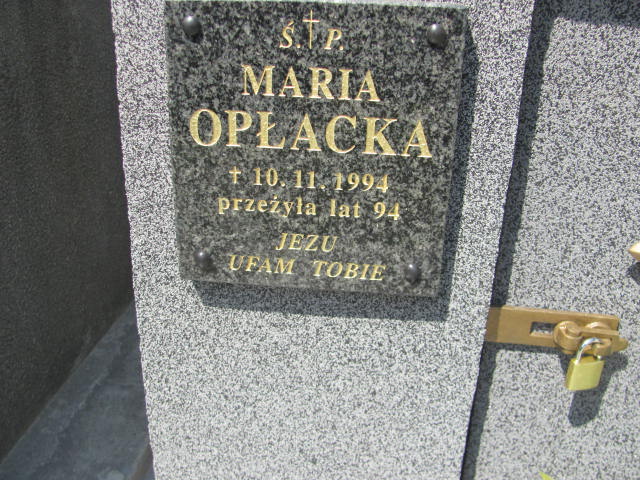 Ś.†P.
MARIA
OPŁACKA
† 10. 11. 1994
przeżyła lat 94
JEZU
UFAM TOBIE